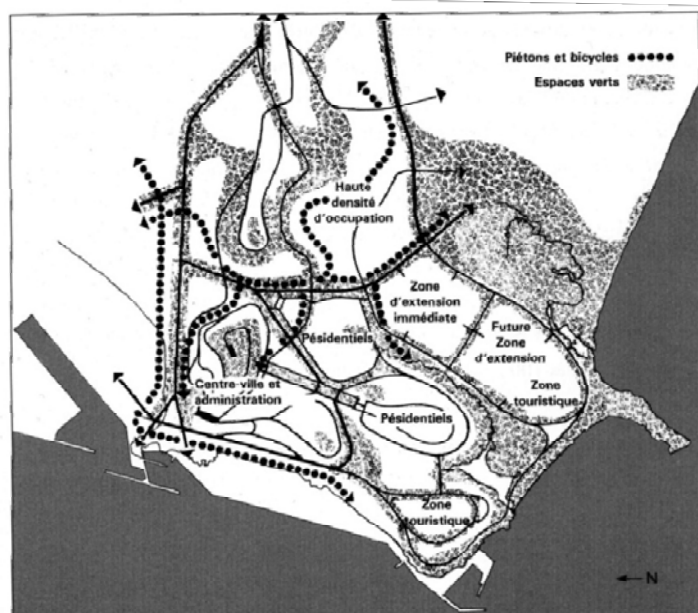 Piétons et bicycles
Espaces verts
Haute
densité
d'occupation
Zone
d'extension
immédiate
Pésidentiels
Future
Zone
d'extension
Centre-ville et
administration
Zone
touristique
Pésidentiels
Zone
touristique
N